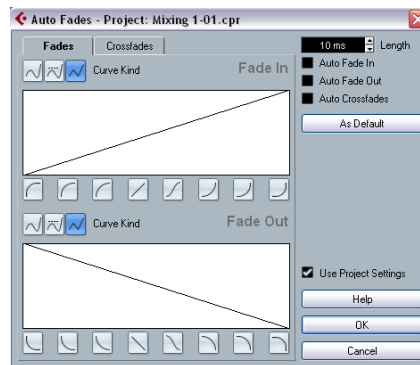 Auto Fades - Project: Mixing 1-01.cpr
Fades
Crossfades
10 ms Length
Curve Kind
Fade In
Auto Fade In
Auto Fade Out
Auto Crossfades
As Default
Curve Kind
Fade Out
Use Project Settings
Help
OK
Cancel